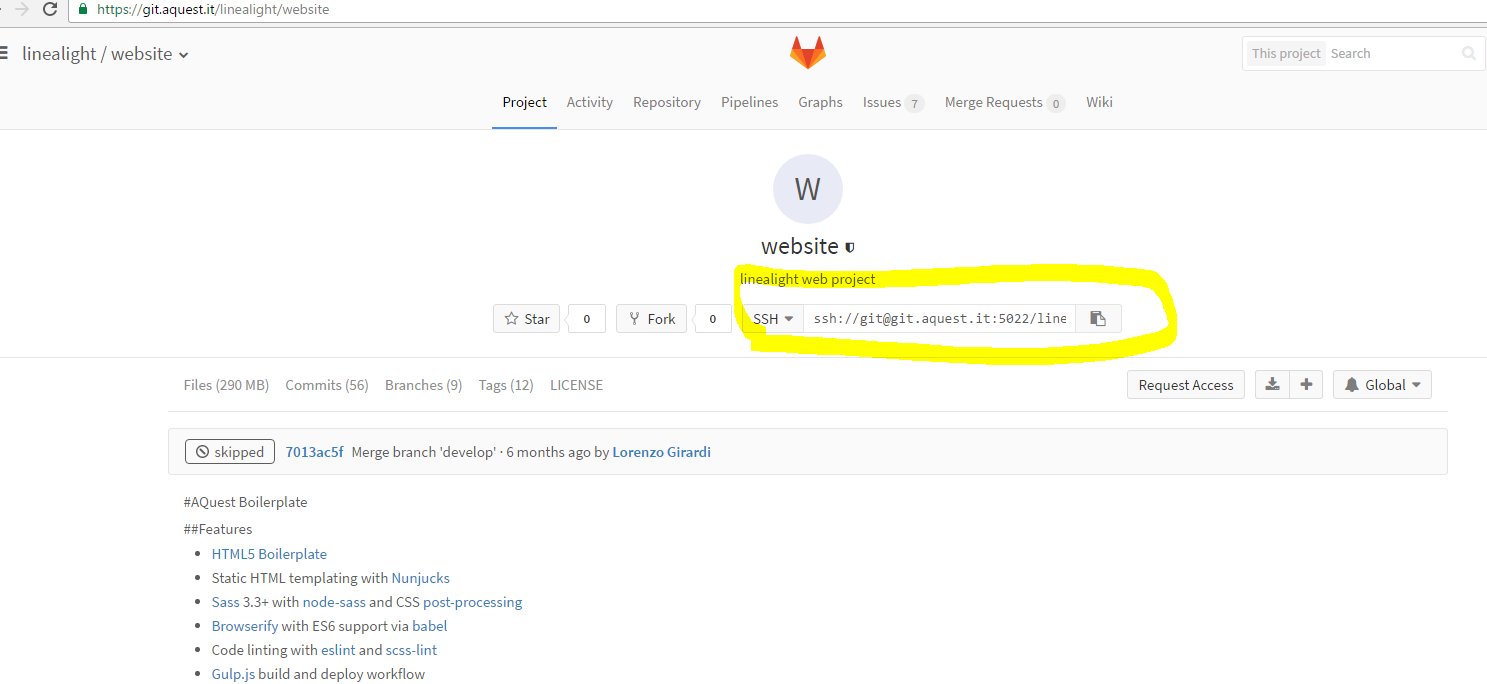 https://git.aquest.it/linealight/website
linealight / website
This project Search
Project Activity Repository Pipelines Graphs Issues 7 Merge Requests 0 Wiki
W
website
linealight web project
Star 0 Fork 0 SSH ssh://git@git.aquest.it:5022/line
Files (290 MB) Commits (56) Branches (9) Tags (12) LICENSE
Request Access Global
skipped 7013ac5f Merge branch 'develop' · 6 months ago by Lorenzo Girardi
#AQuest Boilerplate
##Features
• HTML5 Boilerplate
• Static HTML templating with Nunjucks
• Sass 3.3+ with node-sass and CSS post-processing
• Browserify with ES6 support via babel
• Code linting with eslint and scss-lint
• Gulp.js build and deploy workflow